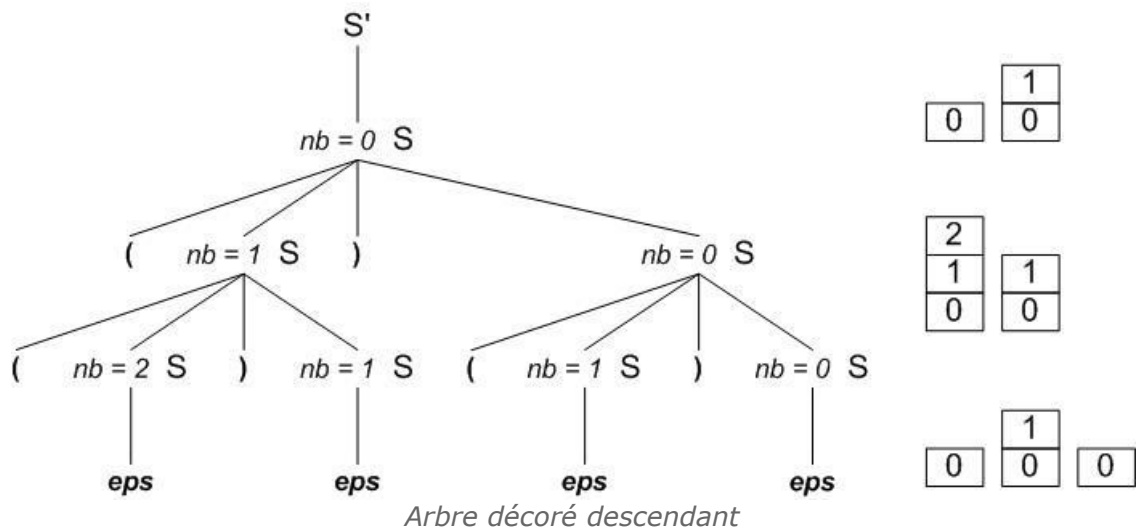 S'
1
0 0
nb = 0 S
2
( nb = 1 S ) nb = 0 S
1 1
0 0
( nb = 2 S ) nb = 1 S ( nb = 1 S ) nb = 0 S
1
eps eps eps eps
0 0 0
Arbre décoré descendant